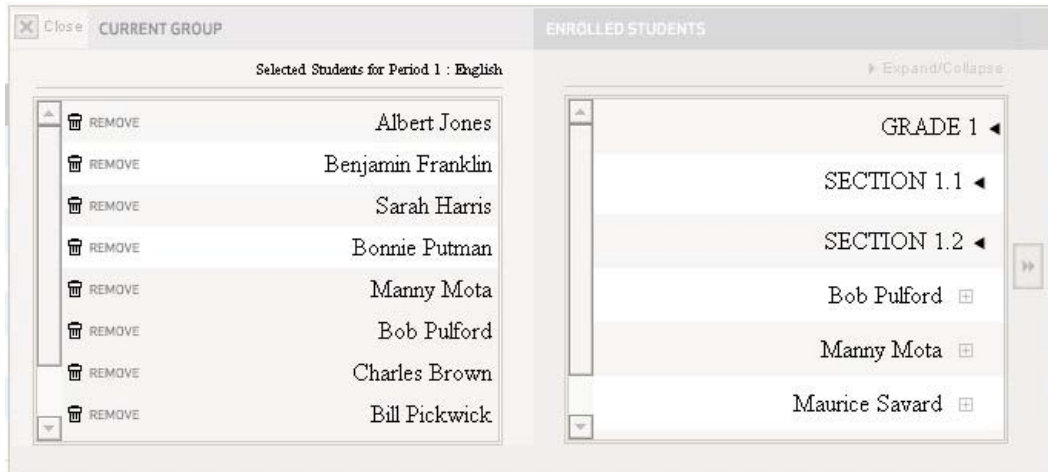 Close CURRENT GROUP
Selected Students for Period 1 : English
REMOVE Albert Jones
REMOVE Benjamin Franklin
REMOVE Sarah Harris
REMOVE Bonnie Putman
REMOVE Manny Mota
REMOVE Bob Pulford
REMOVE Charles Brown
REMOVE Bill Pickwick
ENROLLED STUDENTS
Expand/Collapse
GRADE 1
SECTION 1.1
SECTION 1.2
Bob Pulford
Manny Mota
Maurice Savard